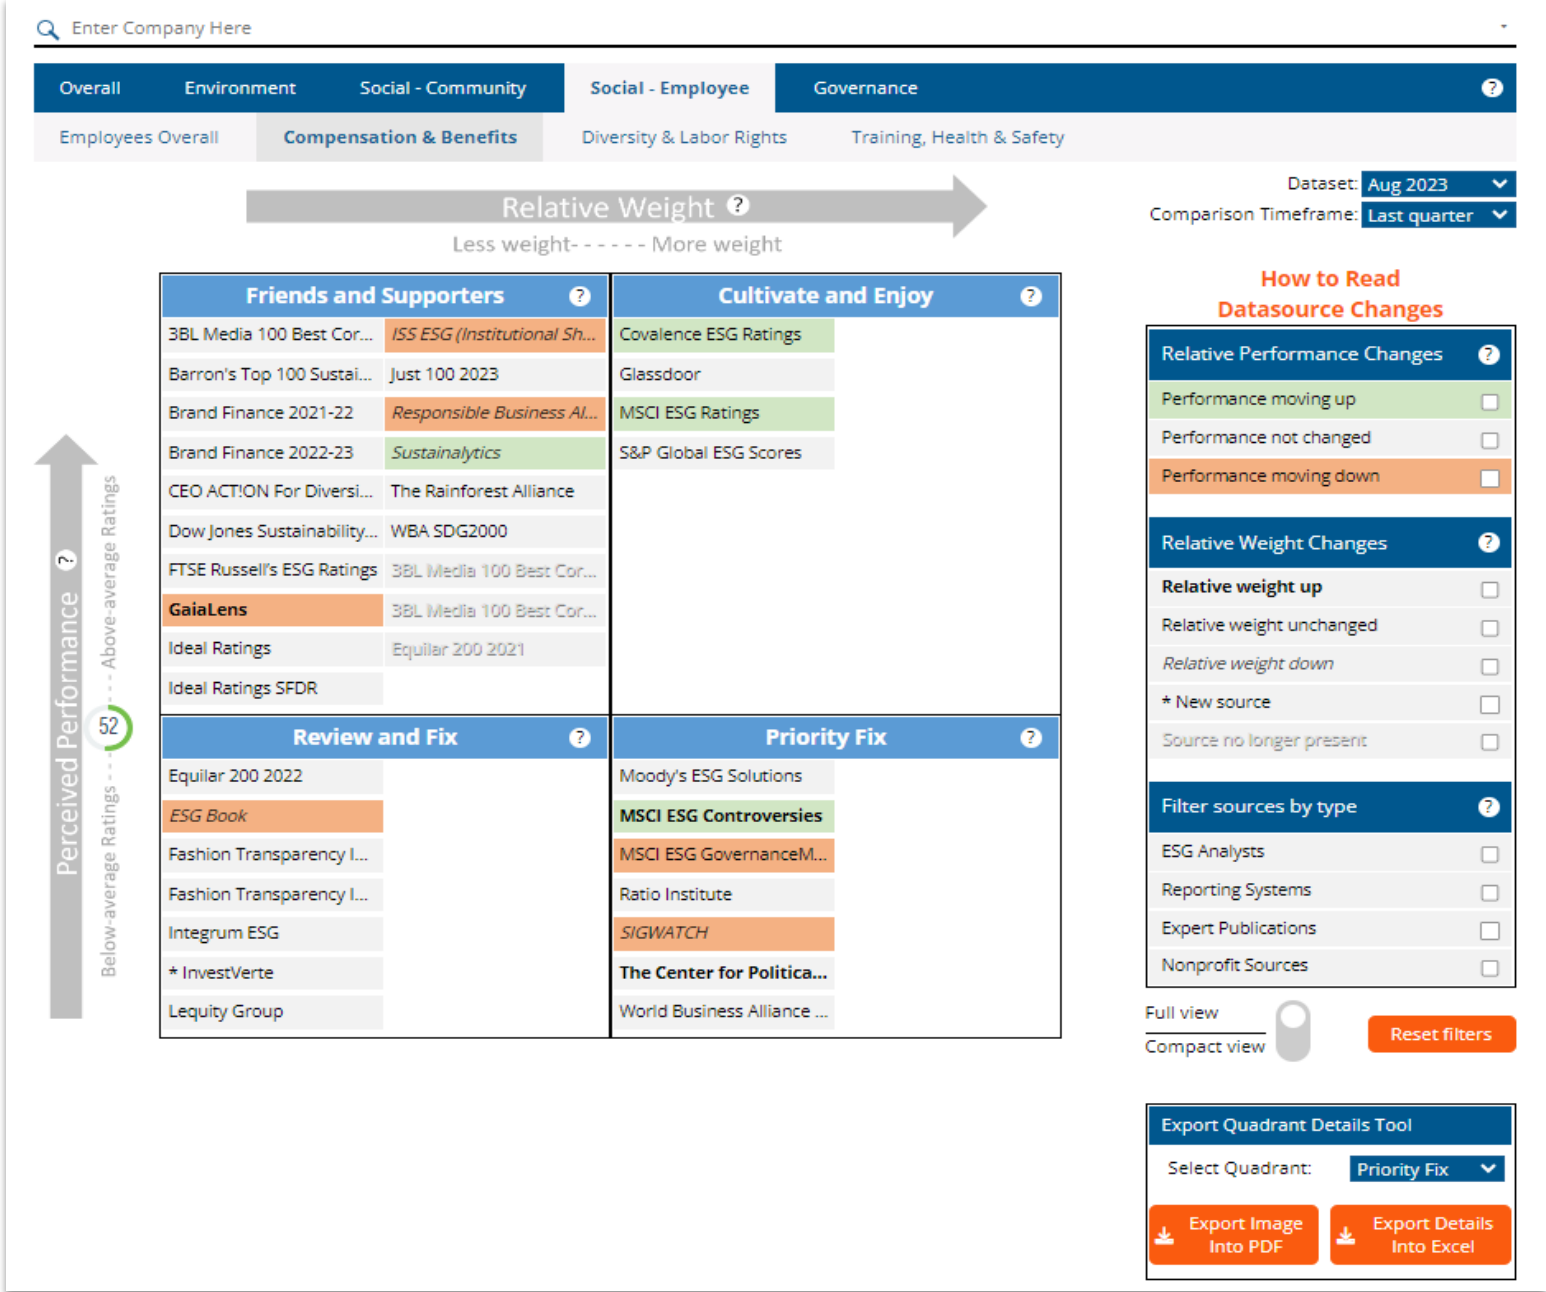 Enter Company Here
Overall Environment Social - Community Social - Employee Governance ?
Employees Overall Compensation & Benefits Diversity & Labor Rights Training, Health & Safety
Relative Weight ?
Less weight- - - - - - More weight
Dataset: Aug 2023
Comparison Timeframe: Last quarter
Perceived Performance ?
Below-average Ratings - - - - - - Above-average Ratings
52
Friends and Supporters ?
3BL Media 100 Best Cor...
Barron's Top 100 Sustai...
Brand Finance 2021-22
Brand Finance 2022-23
CEO ACT!ON For Diversi...
Dow Jones Sustainability...
FTSE Russell's ESG Ratings
GaiaLens
Ideal Ratings
Ideal Ratings SFDR
ISS ESG (Institutional Sh...
Just 100 2023
Responsible Business Al...
Sustainalytics
The Rainforest Alliance
WBA SDG2000
3BL Media 100 Best Cor...
3BL Media 100 Best Cor...
Equilar 200 2021
Cultivate and Enjoy ?
Covalence ESG Ratings
Glassdoor
MSCI ESG Ratings
S&P Global ESG Scores
Review and Fix ?
Equilar 200 2022
ESG Book
Fashion Transparency I...
Fashion Transparency I...
Integrum ESG
* InvestVerte
Lequity Group
Priority Fix ?
Moody's ESG Solutions
MSCI ESG Controversies
MSCI ESG GovernanceM...
Ratio Institute
SIGWATCH
The Center for Politica...
World Business Alliance ...
How to Read
Datasource Changes
Relative Performance Changes ?
Performance moving up
Performance not changed
Performance moving down
Relative Weight Changes ?
Relative weight up
Relative weight unchanged
Relative weight down
* New source
Source no longer present
Filter sources by type ?
ESG Analysts
Reporting Systems
Expert Publications
Nonprofit Sources
Full view
Compact view
Reset filters
Export Quadrant Details Tool
Select Quadrant: Priority Fix
Export Image
Into PDF
Export Details
Into Excel